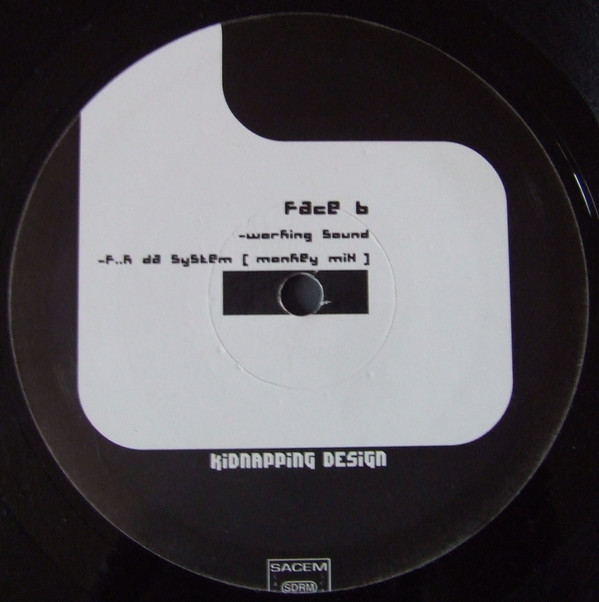 face b
-working sound
-f..k da system [ monkey mix ]
KiDNAPPiNG DESiGN
SACEM
SDRM